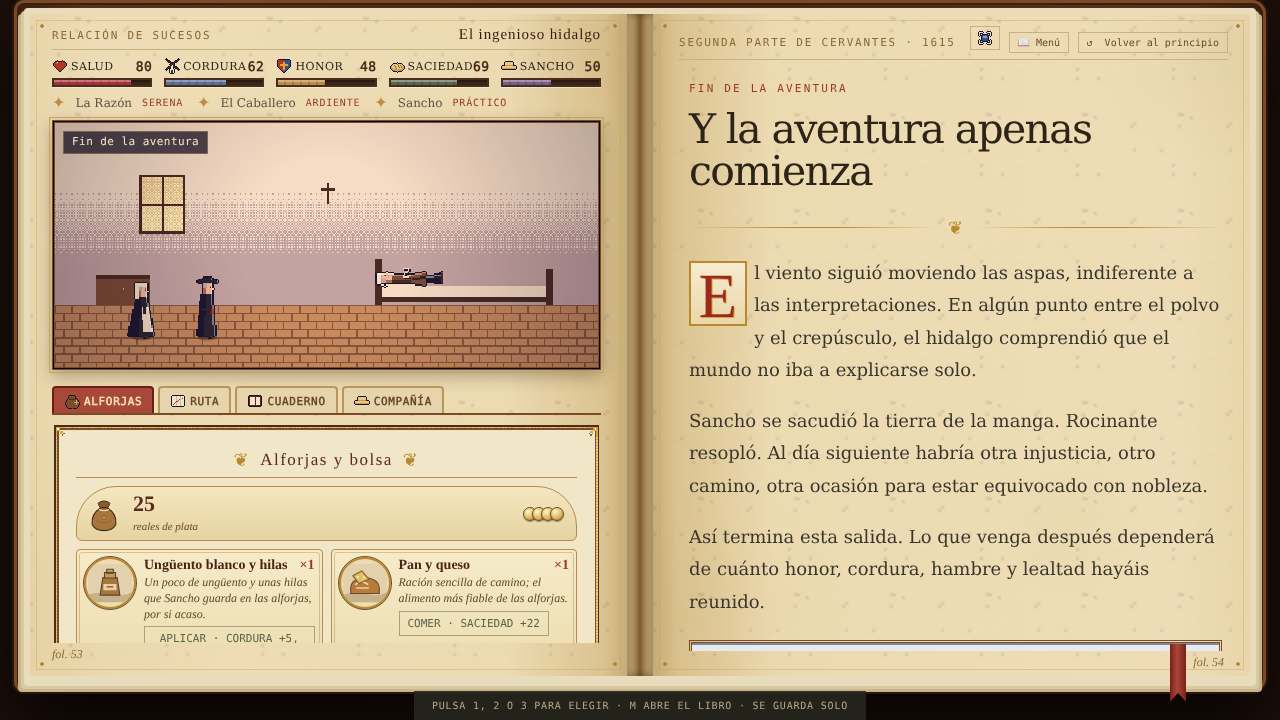 RELACIÓN DE SUCESOS
El ingenioso hidalgo
SALUD 80
CORDURA 62
HONOR 48
SACIEDAD 69
SANCHO 50
La Razón SERENA
El Caballero ARDIENTE
Sancho PRÁCTICO
Fin de la aventura
ALFORJAS
RUTA
CUADERNO
COMPAÑÍA
Alforjas y bolsa
25
reales de plata
Ungüento blanco y hilas ×1
Un poco de ungüento y unas hilas
que Sancho guarda en las alforjas,
por si acaso.
APLICAR · CORDURA +5,
Pan y queso ×1
Ración sencilla de camino; el
alimento más fiable de las alforjas.
COMER · SACIEDAD +22
fol. 53
SEGUNDA PARTE DE CERVANTES · 1615
Menú
↺ Volver al principio
FIN DE LA AVENTURA
Y la aventura apenas
comienza
El viento siguió moviendo las aspas, indiferente a
las interpretaciones. En algún punto entre el polvo
y el crepúsculo, el hidalgo comprendió que el
mundo no iba a explicarse solo.
Sancho se sacudió la tierra de la manga. Rocinante
resopló. Al día siguiente habría otra injusticia, otro
camino, otra ocasión para estar equivocado con nobleza.
Así termina esta salida. Lo que venga después dependerá
de cuánto honor, cordura, hambre y lealtad hayáis
reunido.
fol. 54
PULSA 1, 2 O 3 PARA ELEGIR · M ABRE EL LIBRO · SE GUARDA SOLO